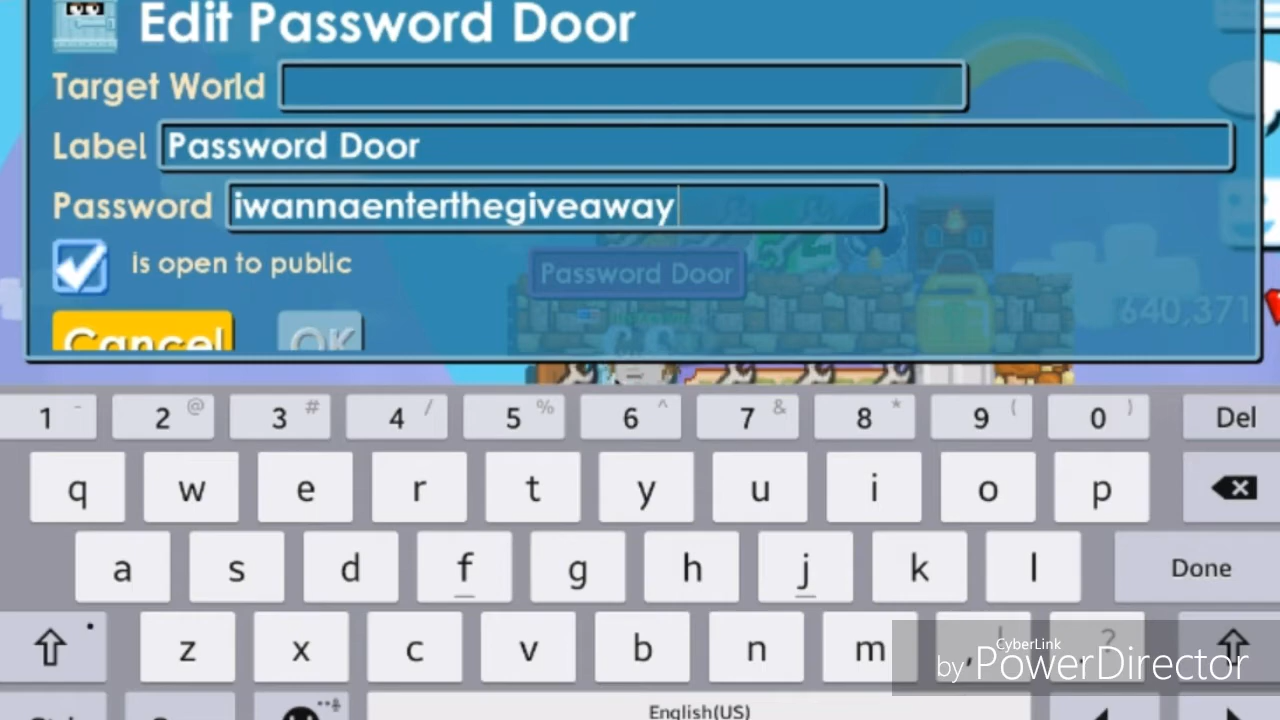 Edit Password Door
Target World
Label Password Door
Password iwannaenterthegiveaway
is open to public
Password Door
640,371
Cancel OK
1 - 2 @ 3 # 4 / 5 % 6 ^ 7 & 8 * 9 ( 0 ) Del
q w e r t y u i o p
a s d f g h j k l Done
z x c v b n m , ! ?
CyberLink
by PowerDirector
English(US)